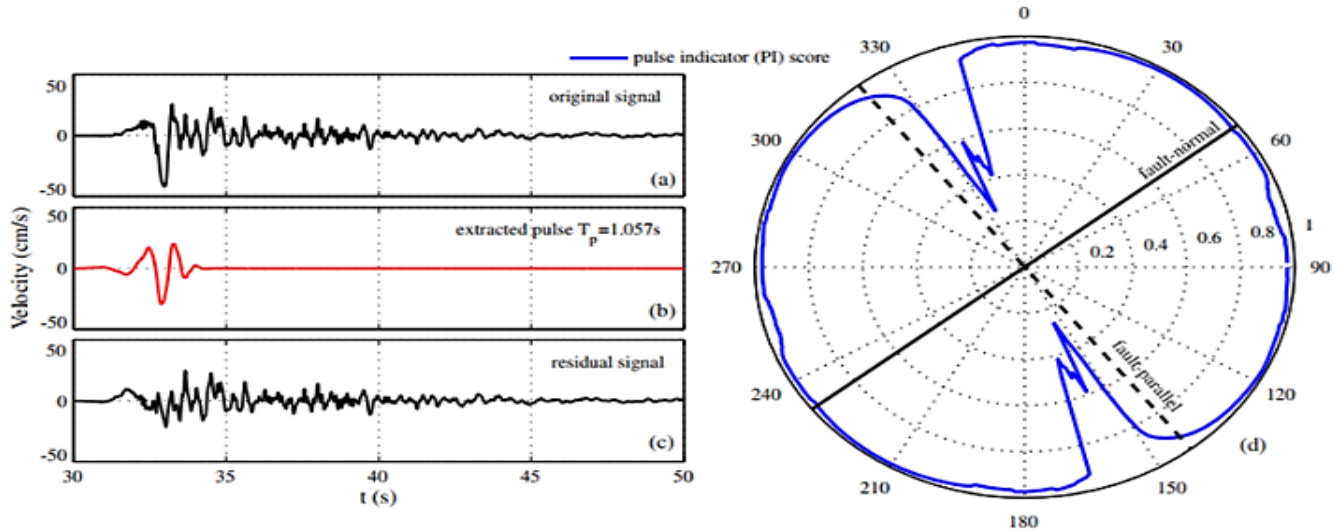 pulse indicator (PI) score
Velocity (cm/s)
50
0
-50
original signal
(a)
50
0
-50
extracted pulse Tp=1.057s
(b)
50
0
-50
residual signal
(c)
30 35 40 45 50
t (s)
0
30
60
90
120
150
180
210
240
270
300
330
0.2 0.4 0.6 0.8 1
fault-normal
fault-parallel
(d)